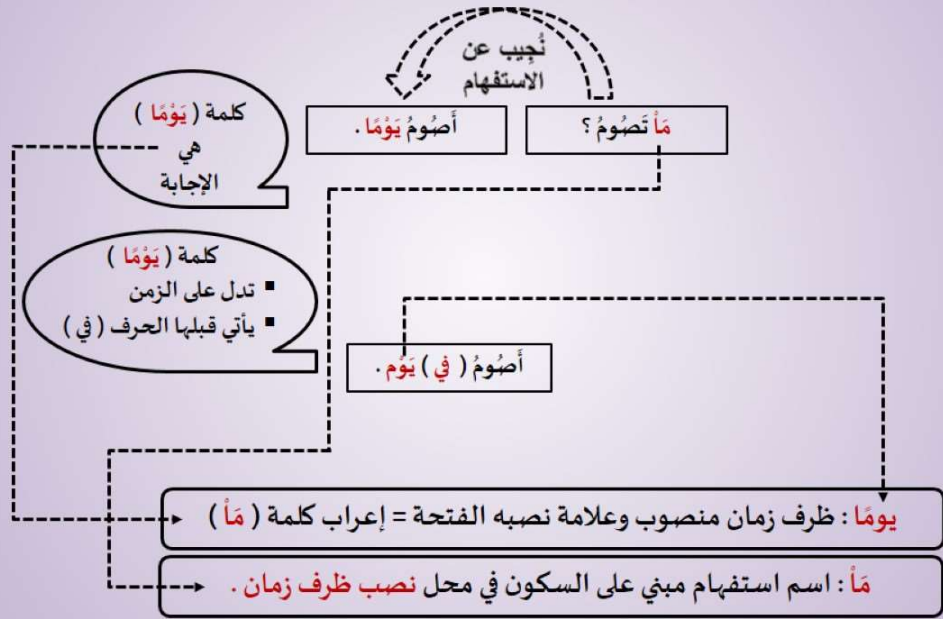 نُجِيب عن
الاستفهام
مَاْ تَصُومُ ؟
أَصُومُ يَوْمًا .
كلمة ( يَوْمًا )
هي
الإجابة
كلمة ( يَوْمًا )
▪ تدل على الزمن
▪ يأتي قبلها الحرف ( في )
أَصُومُ ( في ) يَوْم .
يومًا : ظرف زمان منصوب وعلامة نصبه الفتحة = إعراب كلمة ( مَاْ )
مَاْ : اسم استفهام مبني على السكون في محل نصب ظرف زمان .